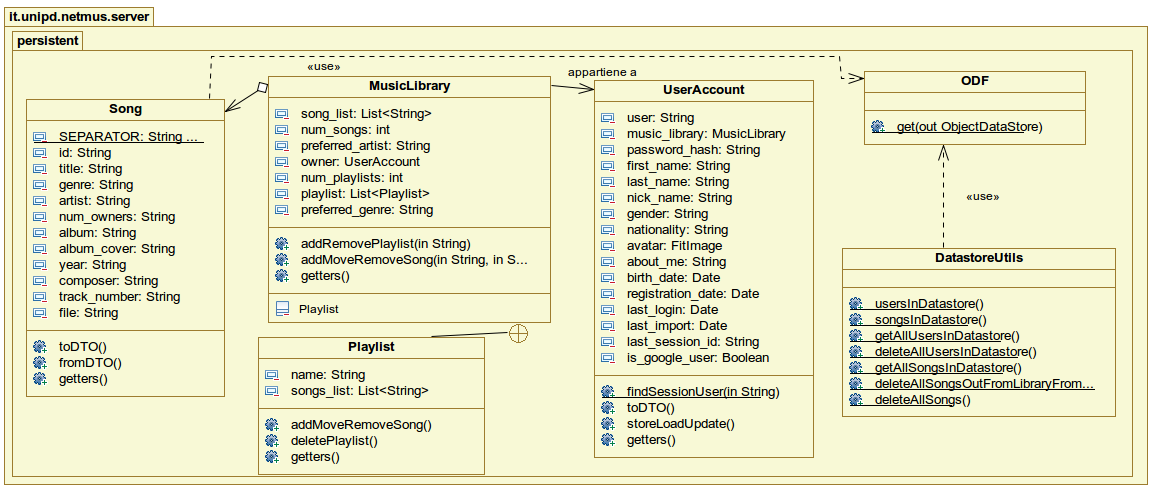 it.unipd.netmus.server
persistent
«use»
appartiene a
Song
SEPARATOR: String ...
id: String
title: String
genre: String
artist: String
num_owners: String
album: String
album_cover: String
year: String
composer: String
track_number: String
file: String
toDTO()
fromDTO()
getters()
MusicLibrary
song_list: List<String>
num_songs: int
preferred_artist: String
owner: UserAccount
num_playlists: int
playlist: List<Playlist>
preferred_genre: String
addRemovePlaylist(in String)
addMoveRemoveSong(in String, in S...
getters()
Playlist
Playlist
name: String
songs_list: List<String>
addMoveRemoveSong()
deletePlaylist()
getters()
UserAccount
user: String
music_library: MusicLibrary
password_hash: String
first_name: String
last_name: String
nick_name: String
gender: String
nationality: String
avatar: FitImage
about_me: String
birth_date: Date
registration_date: Date
last_login: Date
last_import: Date
last_session_id: String
is_google_user: Boolean
findSessionUser(in String)
toDTO()
storeLoadUpdate()
getters()
ODF
get(out ObjectDataStore)
«use»
DatastoreUtils
usersInDatastore()
songsInDatastore()
getAllUsersInDatastore()
deleteAllUsersInDatastore()
getAllSongsInDatastore()
deleteAllSongsOutFromLibraryFrom...
deleteAllSongs()